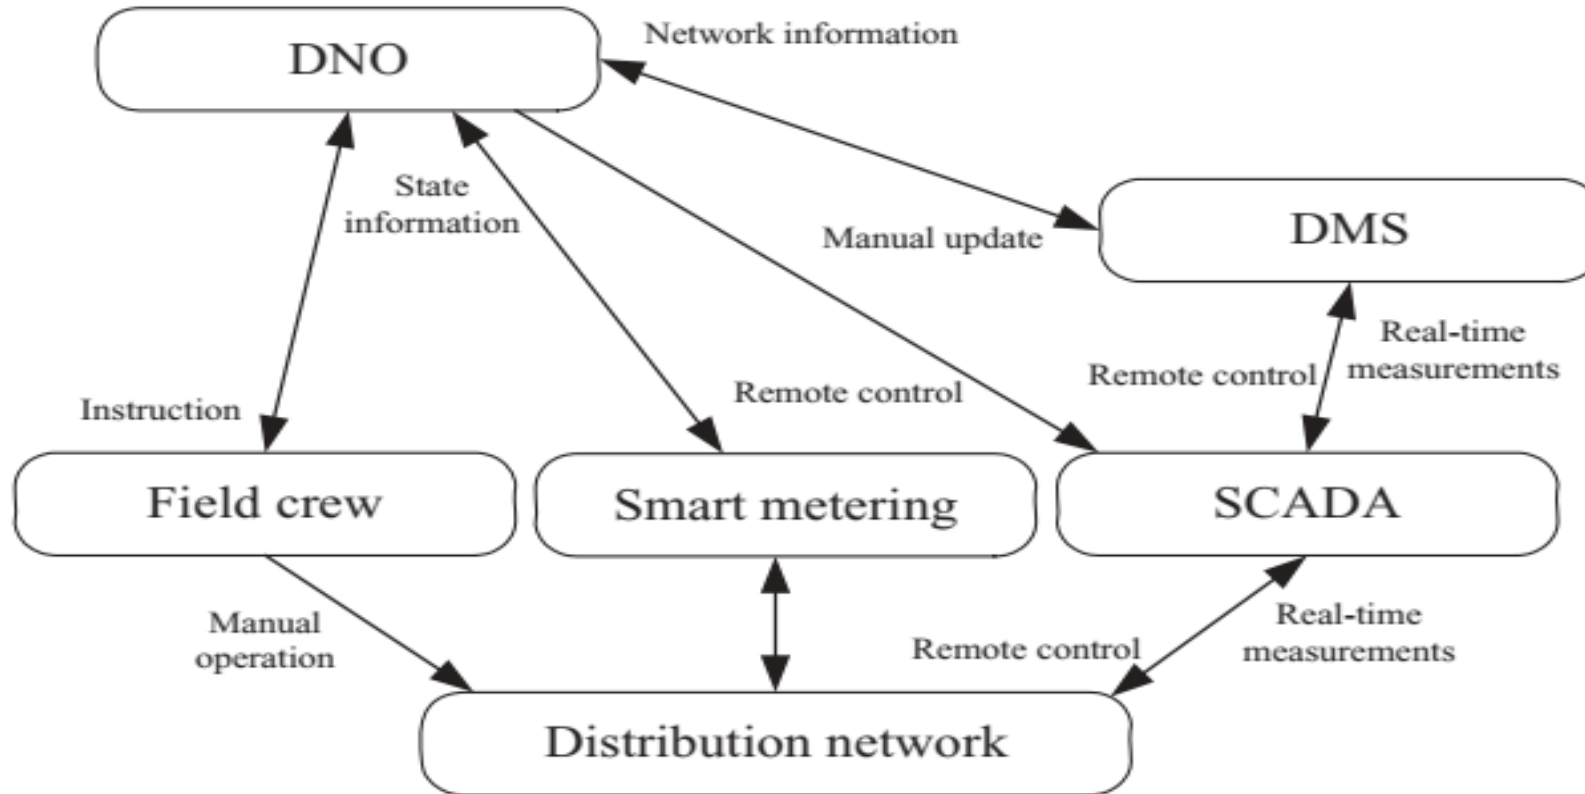 DNO
Network information
State
information
Manual update
DMS
Real-time
measurements
Remote control
Instruction
Remote control
Field crew
Smart metering
SCADA
Manual
operation
Remote control
Real-time
measurements
Distribution network